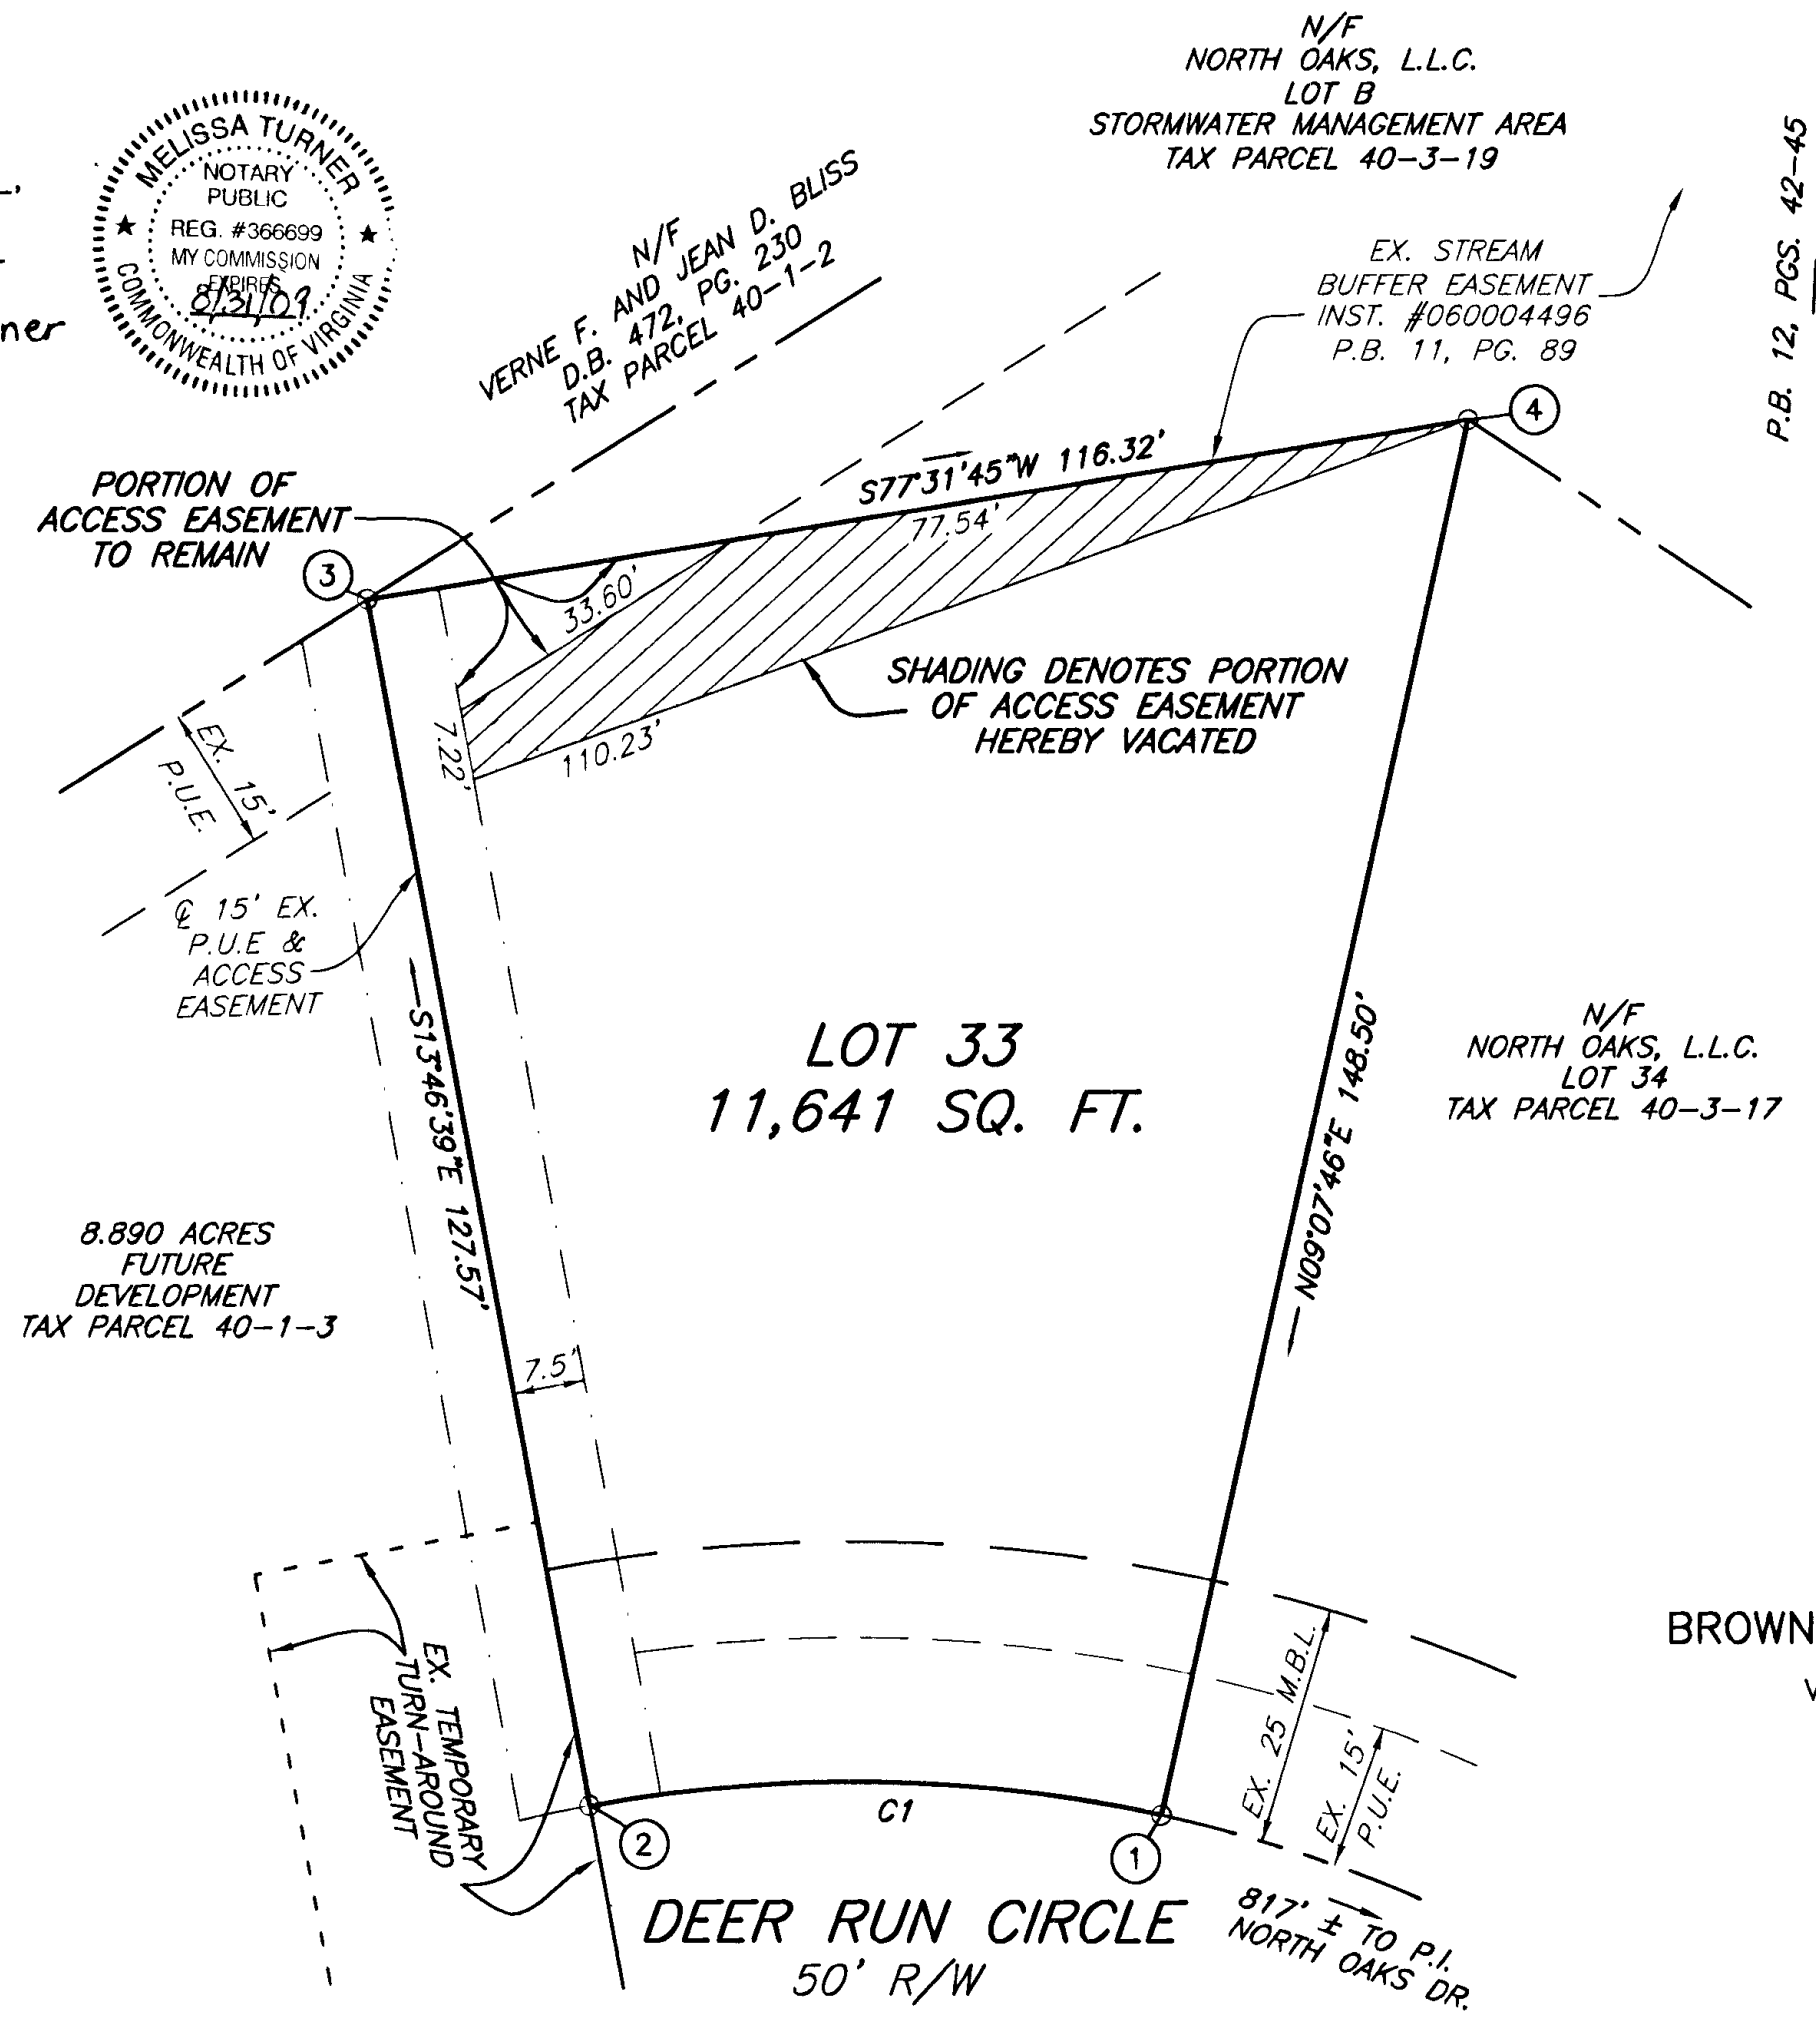 N/F
NORTH OAKS, L.L.C.
LOT B
STORMWATER MANAGEMENT AREA
TAX PARCEL 40-3-19
P.B. 12, PGS. 42-45
MELISSA TURNER
NOTARY
PUBLIC
REG. #366699
MY COMMISSION
EXPIRES
8/31/09
COMMONWEALTH OF VIRGINIA
ner
N/F
VERNE F. AND JEAN D. BLISS
D.B. 472, PG. 230
TAX PARCEL 40-1-2
EX. STREAM
BUFFER EASEMENT
INST. #060004496
P.B. 11, PG. 89
4
S77°31'45"W 116.32'
77.54'
PORTION OF
ACCESS EASEMENT
TO REMAIN
3
33.60'
SHADING DENOTES PORTION
OF ACCESS EASEMENT
HEREBY VACATED
7.22'
110.23'
EX. 15'
P.U.E.
℄ 15' EX.
P.U.E &
ACCESS
EASEMENT
S13°46'39"E 127.57'
LOT 33
11,641 SQ. FT.
N09°07'46"E 148.50'
N/F
NORTH OAKS, L.L.C.
LOT 34
TAX PARCEL 40-3-17
8.890 ACRES
FUTURE
DEVELOPMENT
TAX PARCEL 40-1-3
7.5'
BROWN
EX. TEMPORARY
TURN-AROUND
EASEMENT
EX. 25 M.B.L.
EX. 15'
P.U.E.
C1
2
1
DEER RUN CIRCLE
50' R/W
817' ± TO P.I.
NORTH OAKS DR.